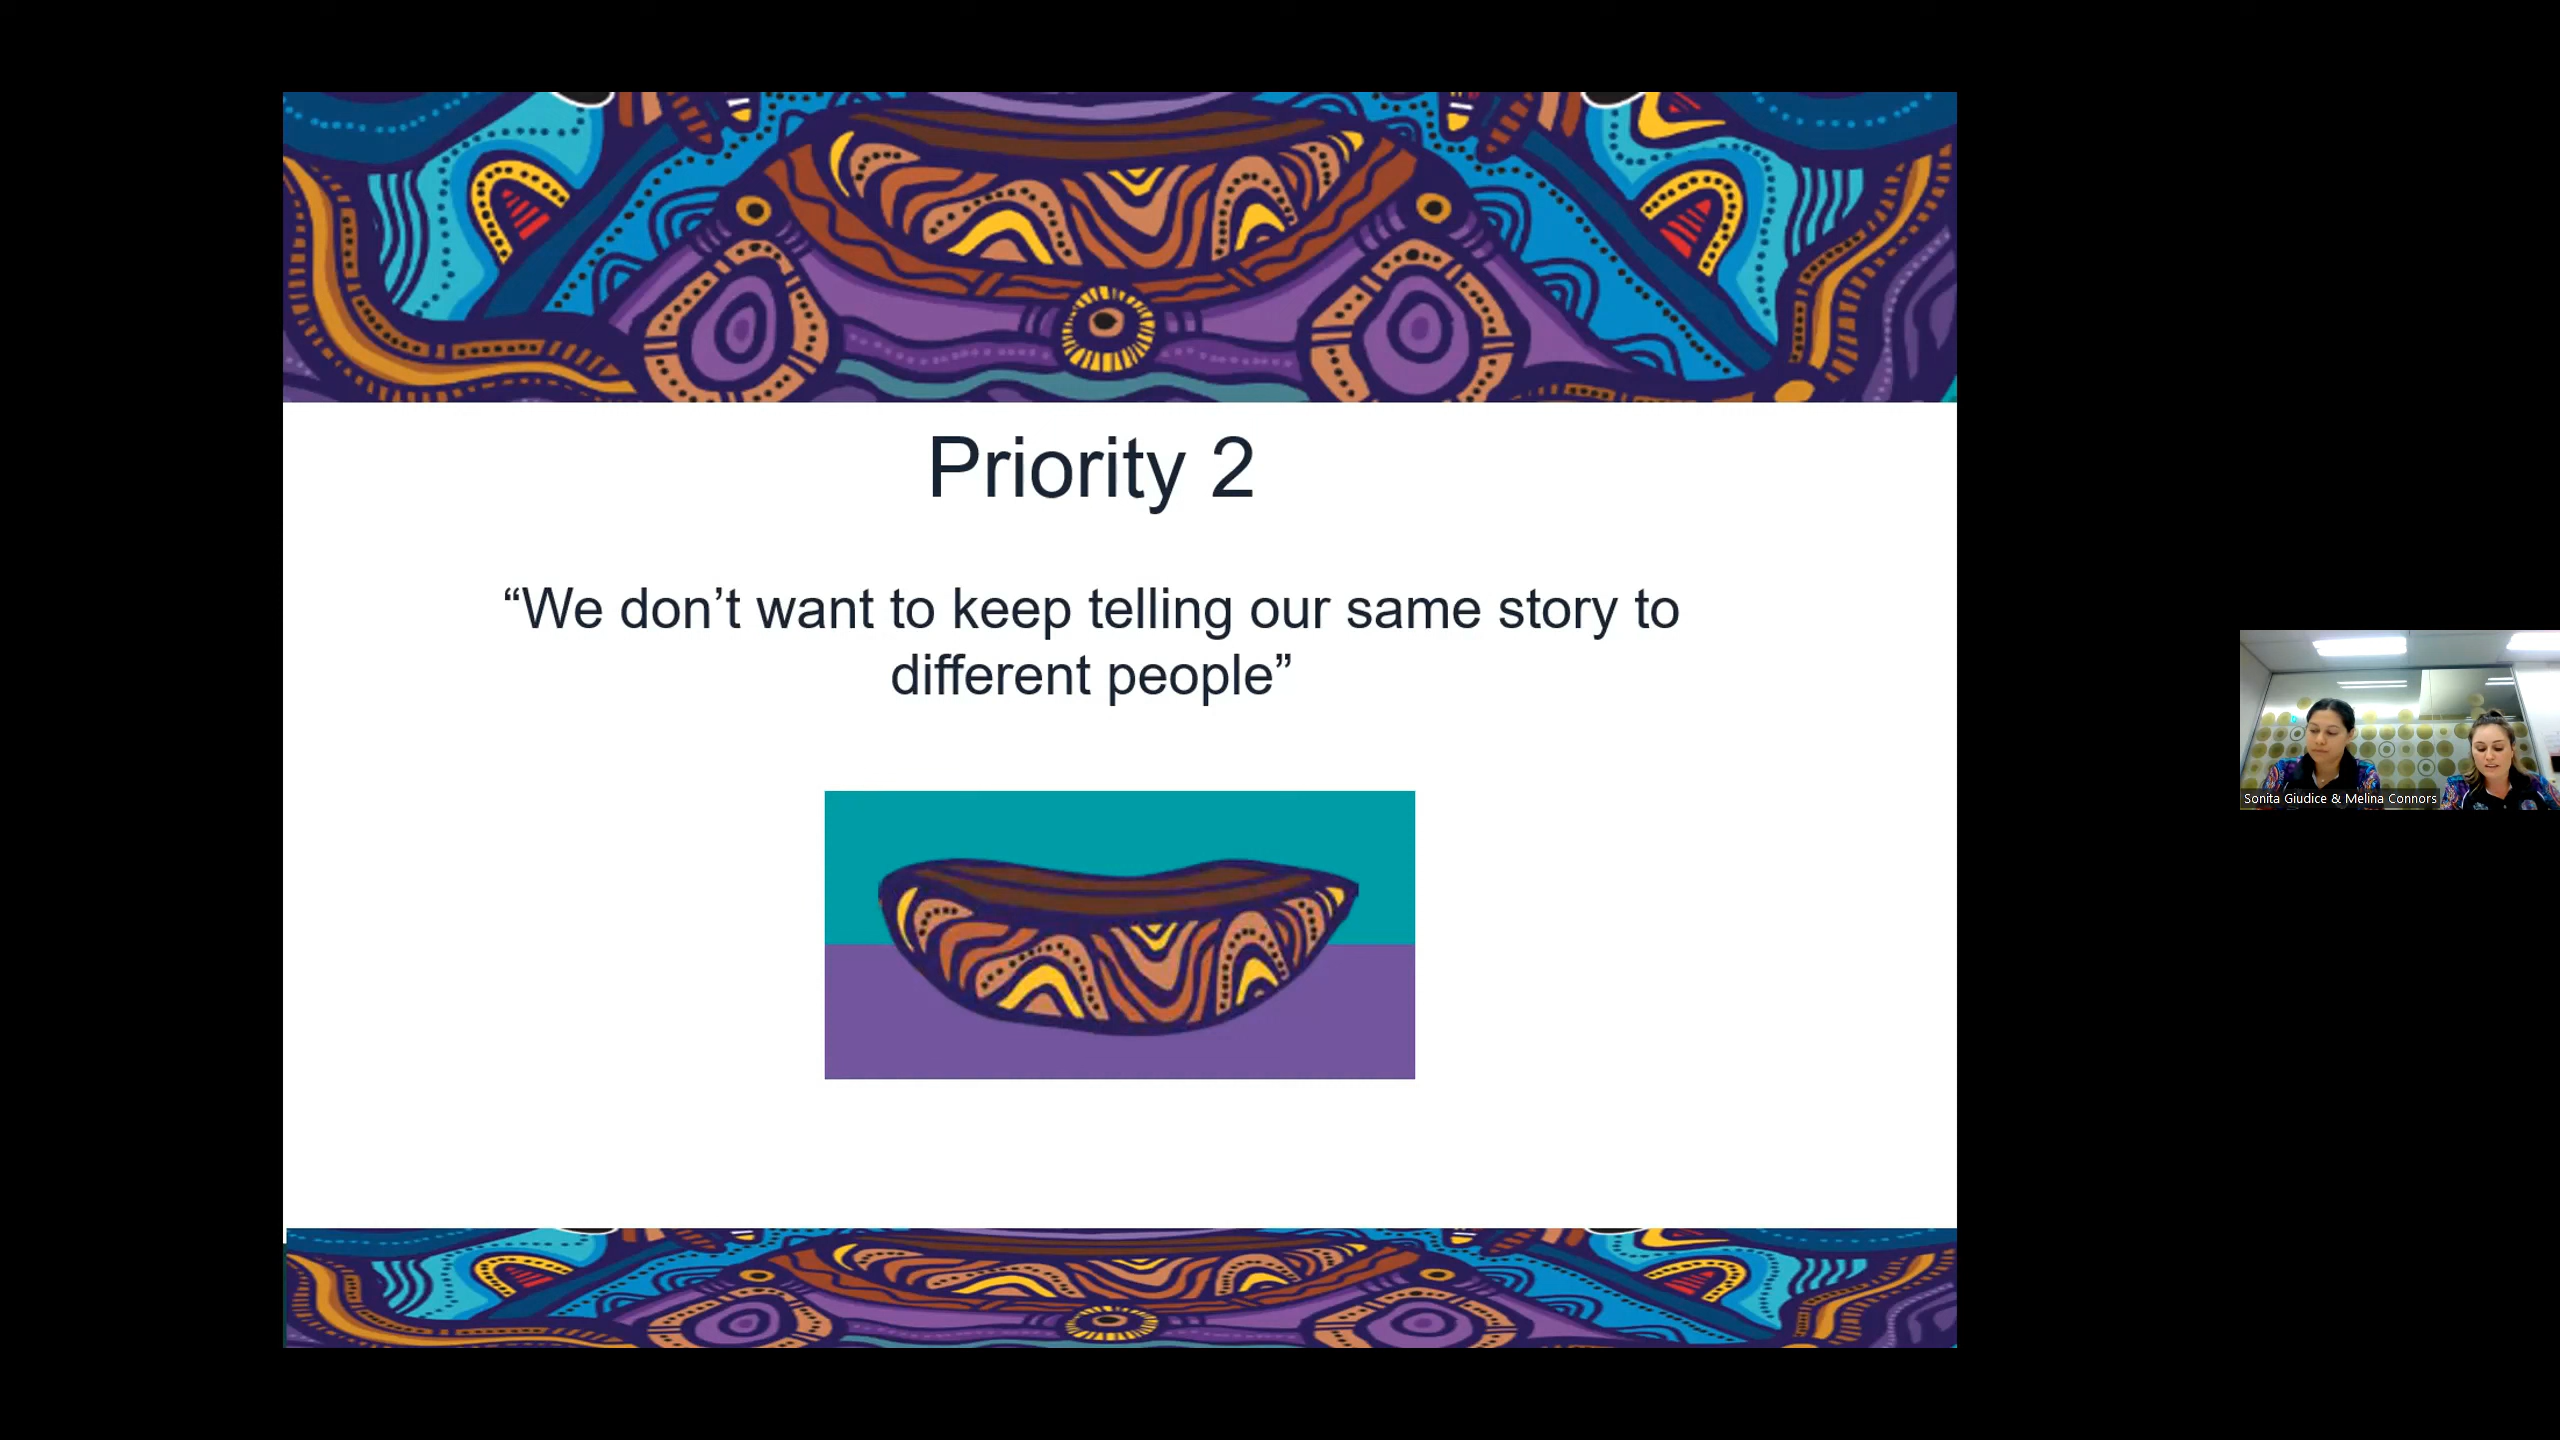 Priority 2
“We don’t want to keep telling our same story to
different people”
Sonita Giudice & Melina Connors